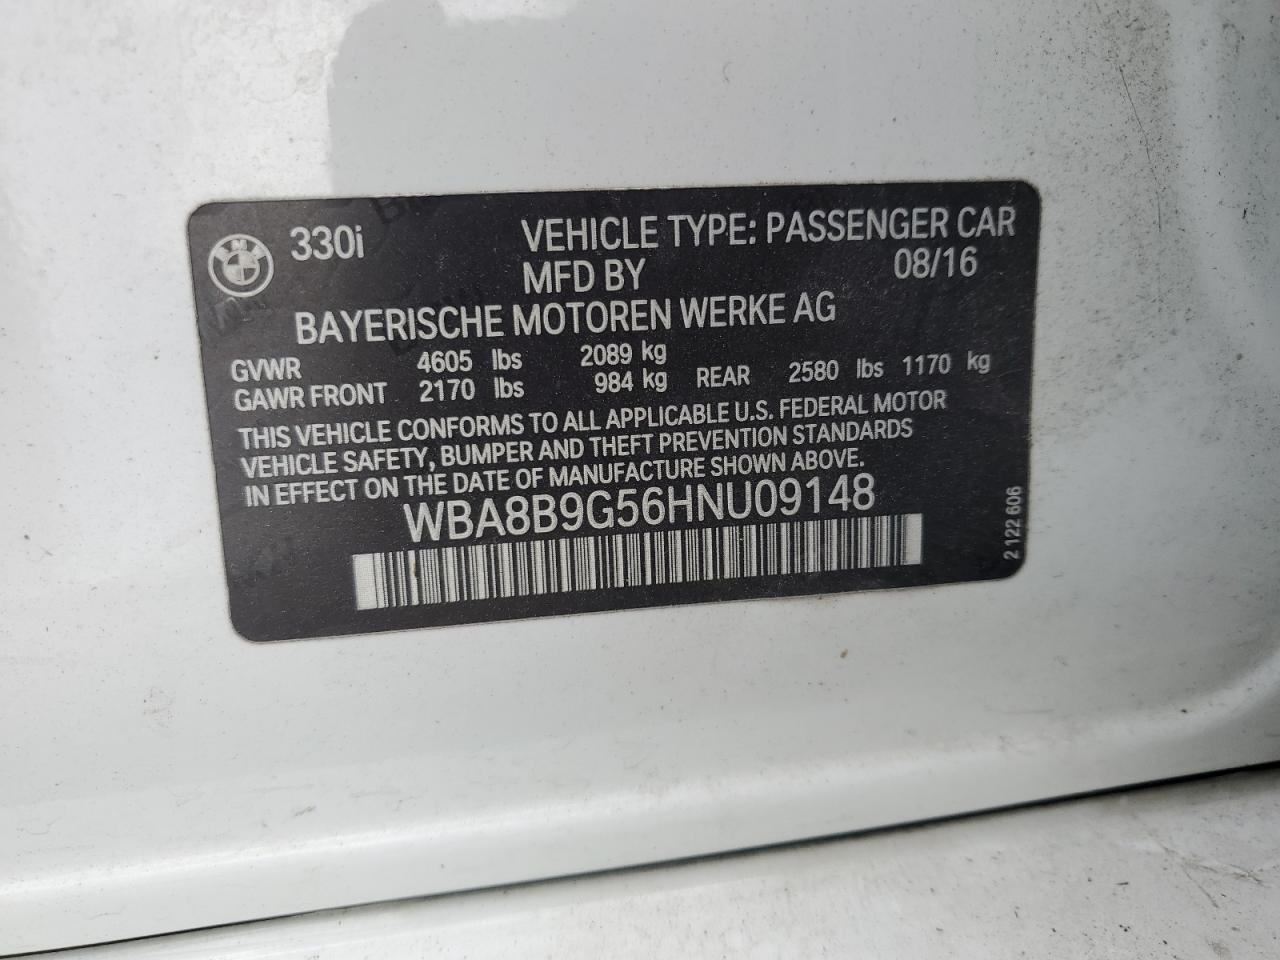 BMW 330i VEHICLE TYPE: PASSENGER CAR
MFD BY 08/16
BAYERISCHE MOTOREN WERKE AG
GVWR 4605 lbs 2089 kg
GAWR FRONT 2170 lbs 984 kg REAR 2580 lbs 1170 kg
THIS VEHICLE CONFORMS TO ALL APPLICABLE U.S. FEDERAL MOTOR
VEHICLE SAFETY, BUMPER AND THEFT PREVENTION STANDARDS
IN EFFECT ON THE DATE OF MANUFACTURE SHOWN ABOVE.
WBA8B9G56HNU09148
2 122 606